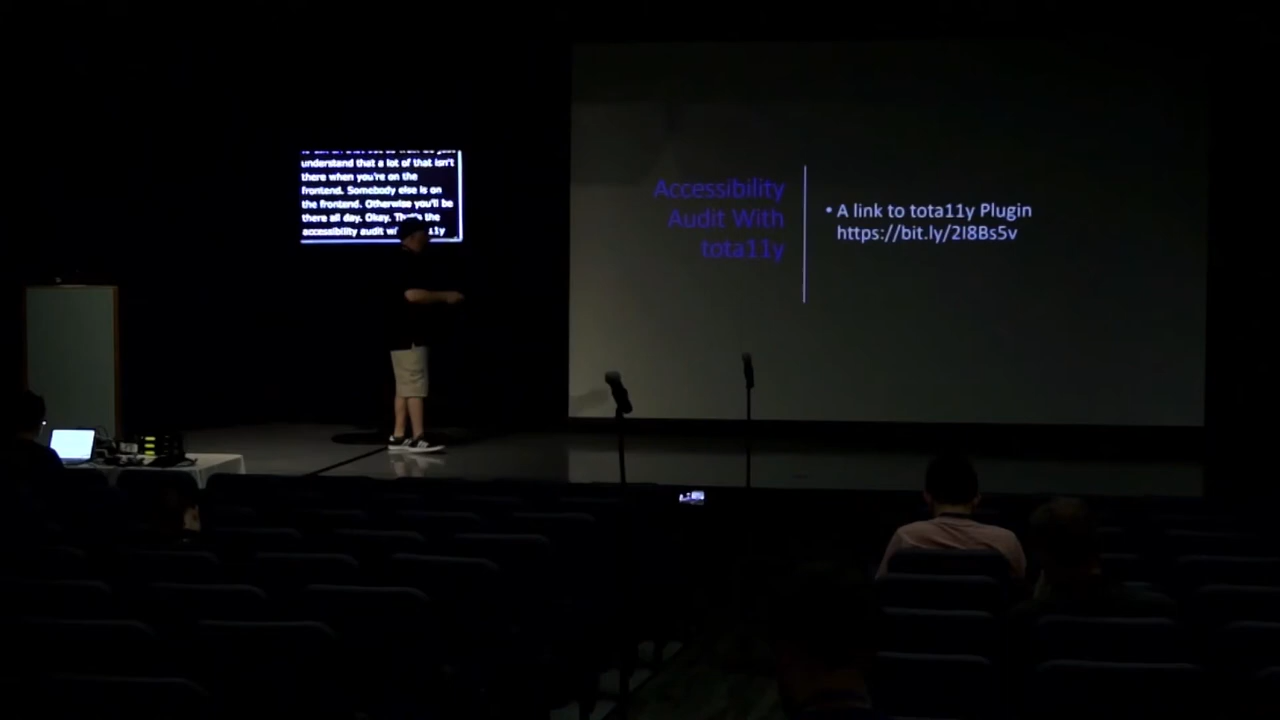 understand that a lot of that isn't
there when you're on the
frontend. Somebody else is on
the frontend. Otherwise you'll be
there all day. Okay. That's the
accessibility audit
Accessibility
Audit With
tota11y
• A link to tota11y Plugin
https://bit.ly/2I8Bs5v